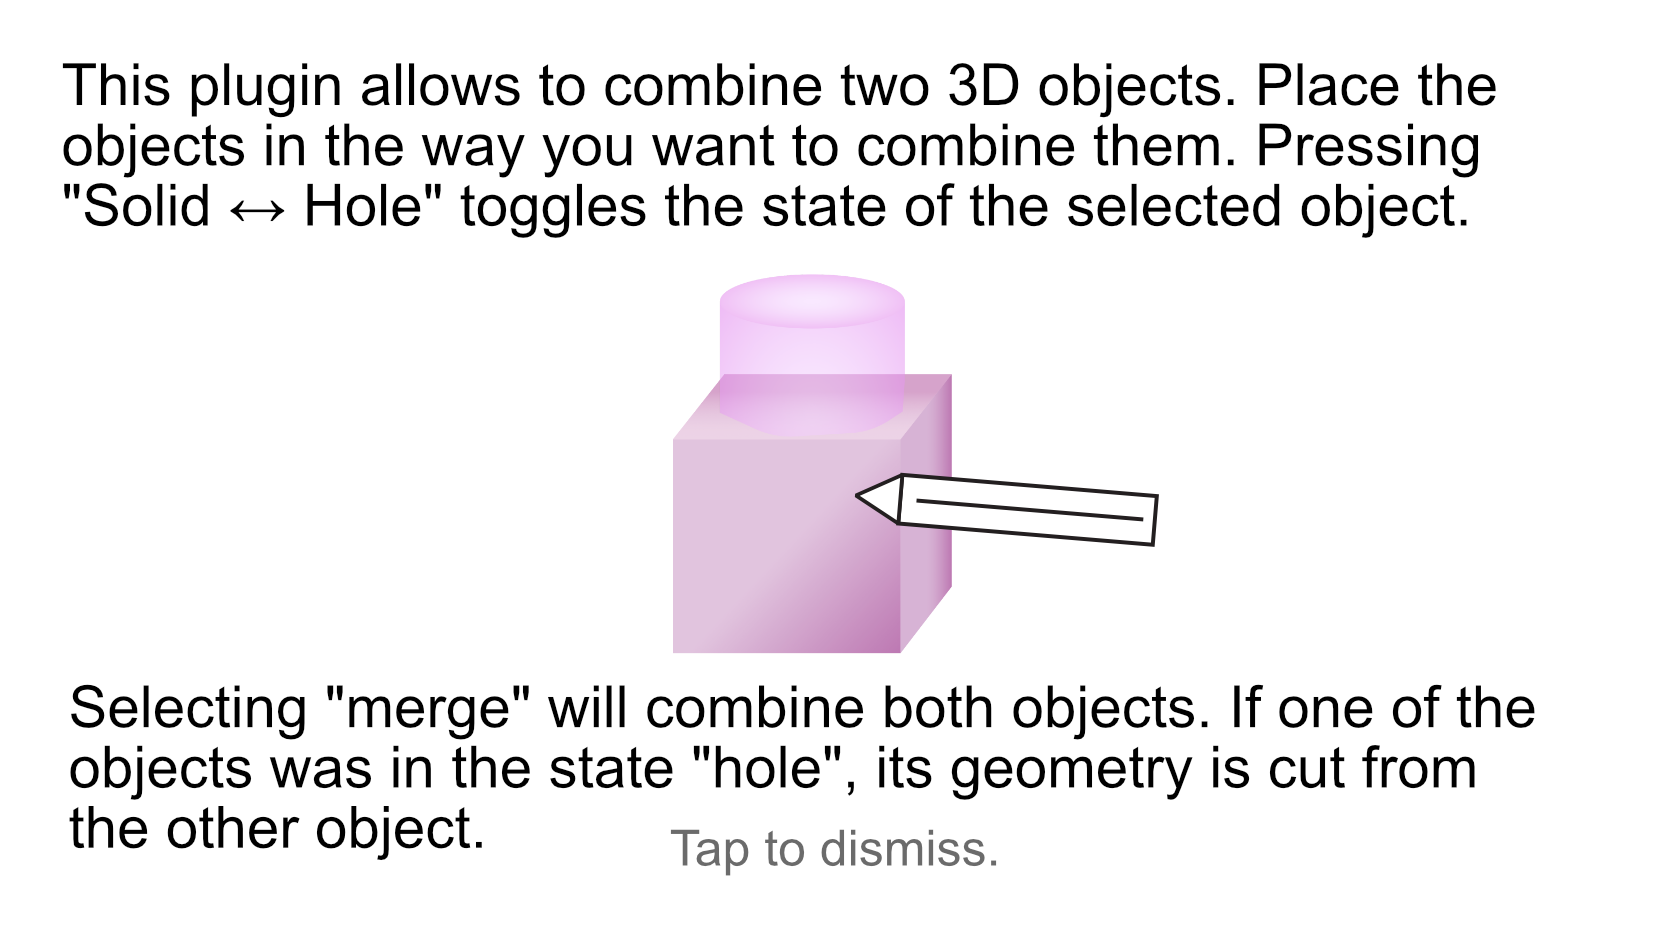 This plugin allows to combine two 3D objects. Place the
objects in the way you want to combine them. Pressing
"Solid ↔ Hole" toggles the state of the selected object.
Selecting "merge" will combine both objects. If one of the
objects was in the state "hole", its geometry is cut from
the other object.
Tap to dismiss.